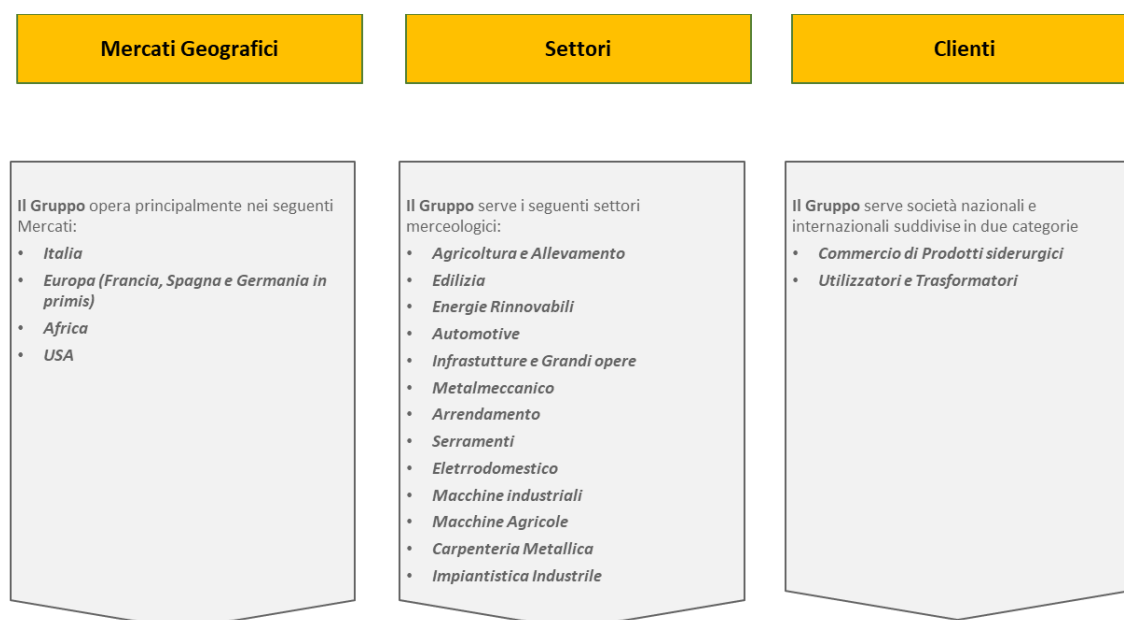 Mercati Geografici
Il Gruppo opera principalmente nei seguenti
Mercati:
• Italia
• Europa (Francia, Spagna e Germania in
primis)
• Africa
• USA
Settori
Il Gruppo serve i seguenti settori
merceologici:
• Agricoltura e Allevamento
• Edilizia
• Energie Rinnovabili
• Automotive
• Infrastutture e Grandi opere
• Metalmeccanico
• Arrendamento
• Serramenti
• Eletrrodomestico
• Macchine industriali
• Macchine Agricole
• Carpenteria Metallica
• Impiantistica Industrile
Clienti
Il Gruppo serve società nazionali e
internazionali suddivise in due categorie
• Commercio di Prodotti siderurgici
• Utilizzatori e Trasformatori